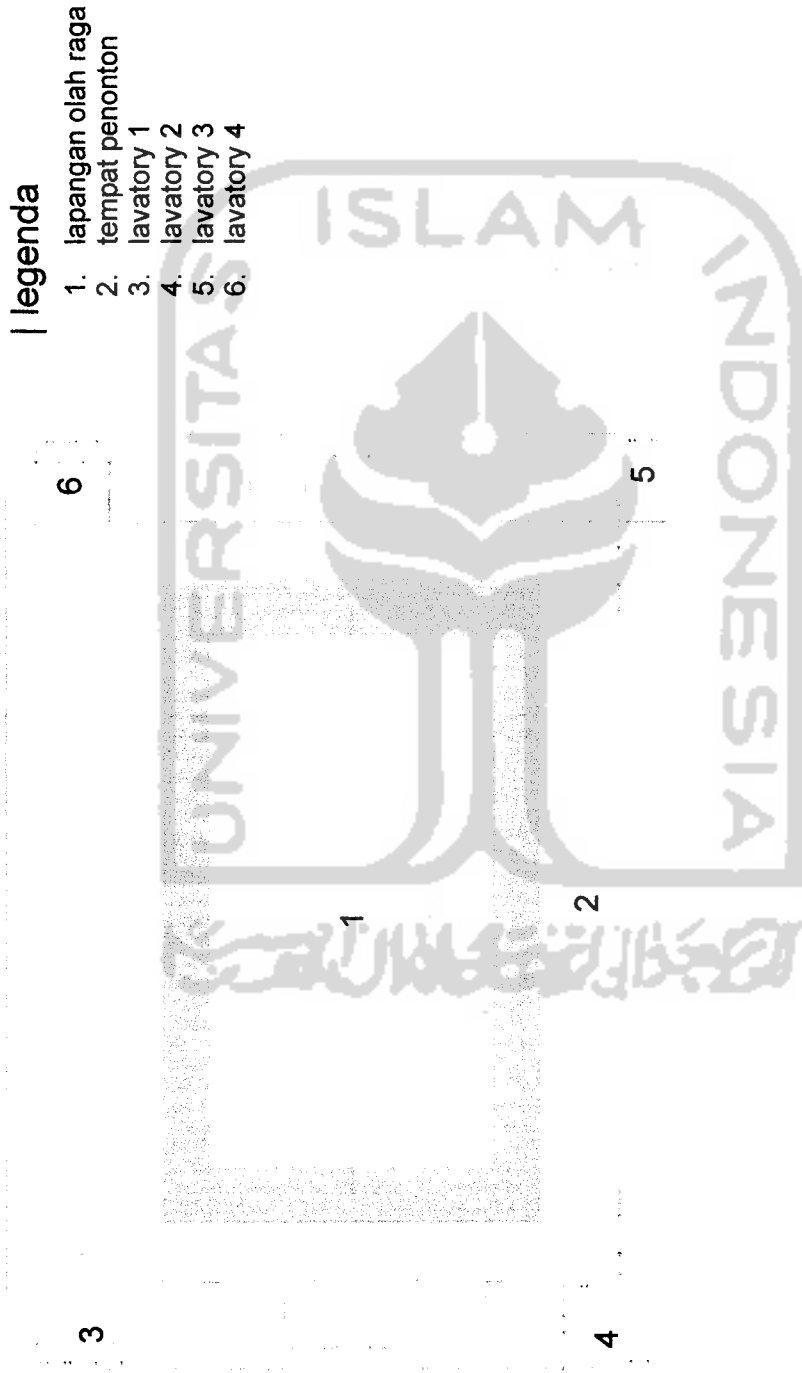 | legenda
1. lapangan olah raga
2. tempat penonton
3. lavatory 1
4. lavatory 2
5. lavatory 3
6. lavatory 4
3
6
1
2
4
5
UNIVERSITAS
ISLAM
INDONESIA